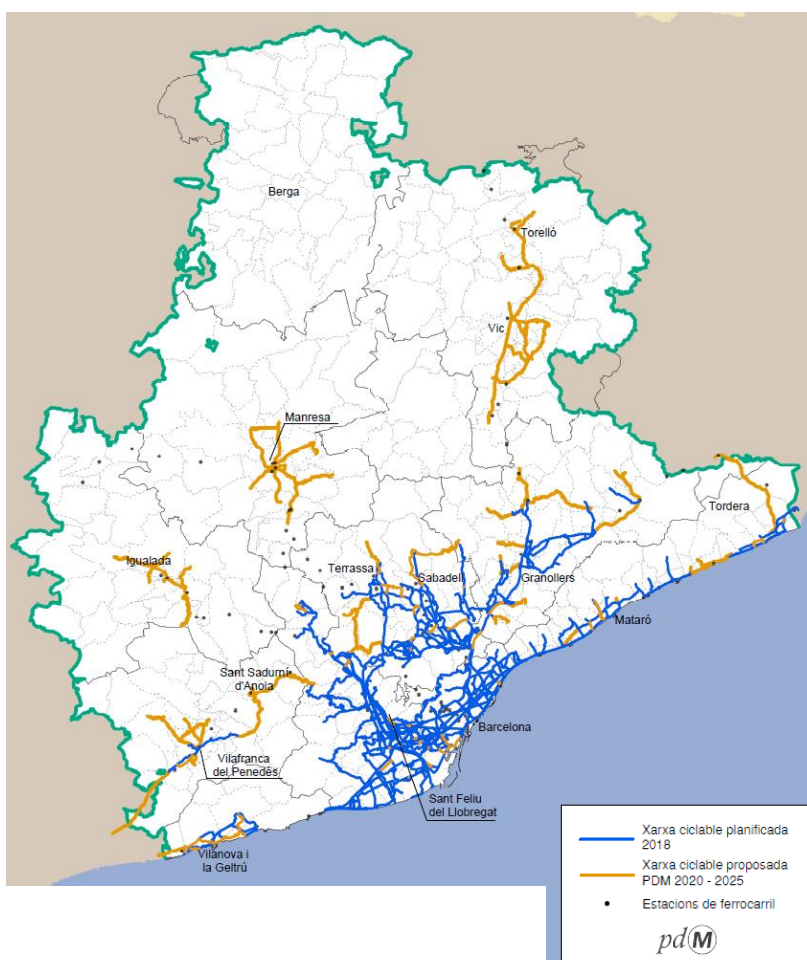 Berga
Torelló
Vic
Manresa
Tordera
Igualada
Terrassa
Sabadell
Granollers
Mataró
Sant Sadurní
d'Anoia
Barcelona
Vilafranca
del Penedès
Sant Feliu
del Llobregat
Vilanova i
la Geltrú
Xarxa ciclable planificada
2018
Xarxa ciclable proposada
PDM 2020 - 2025
Estacions de ferrocarril
pdM